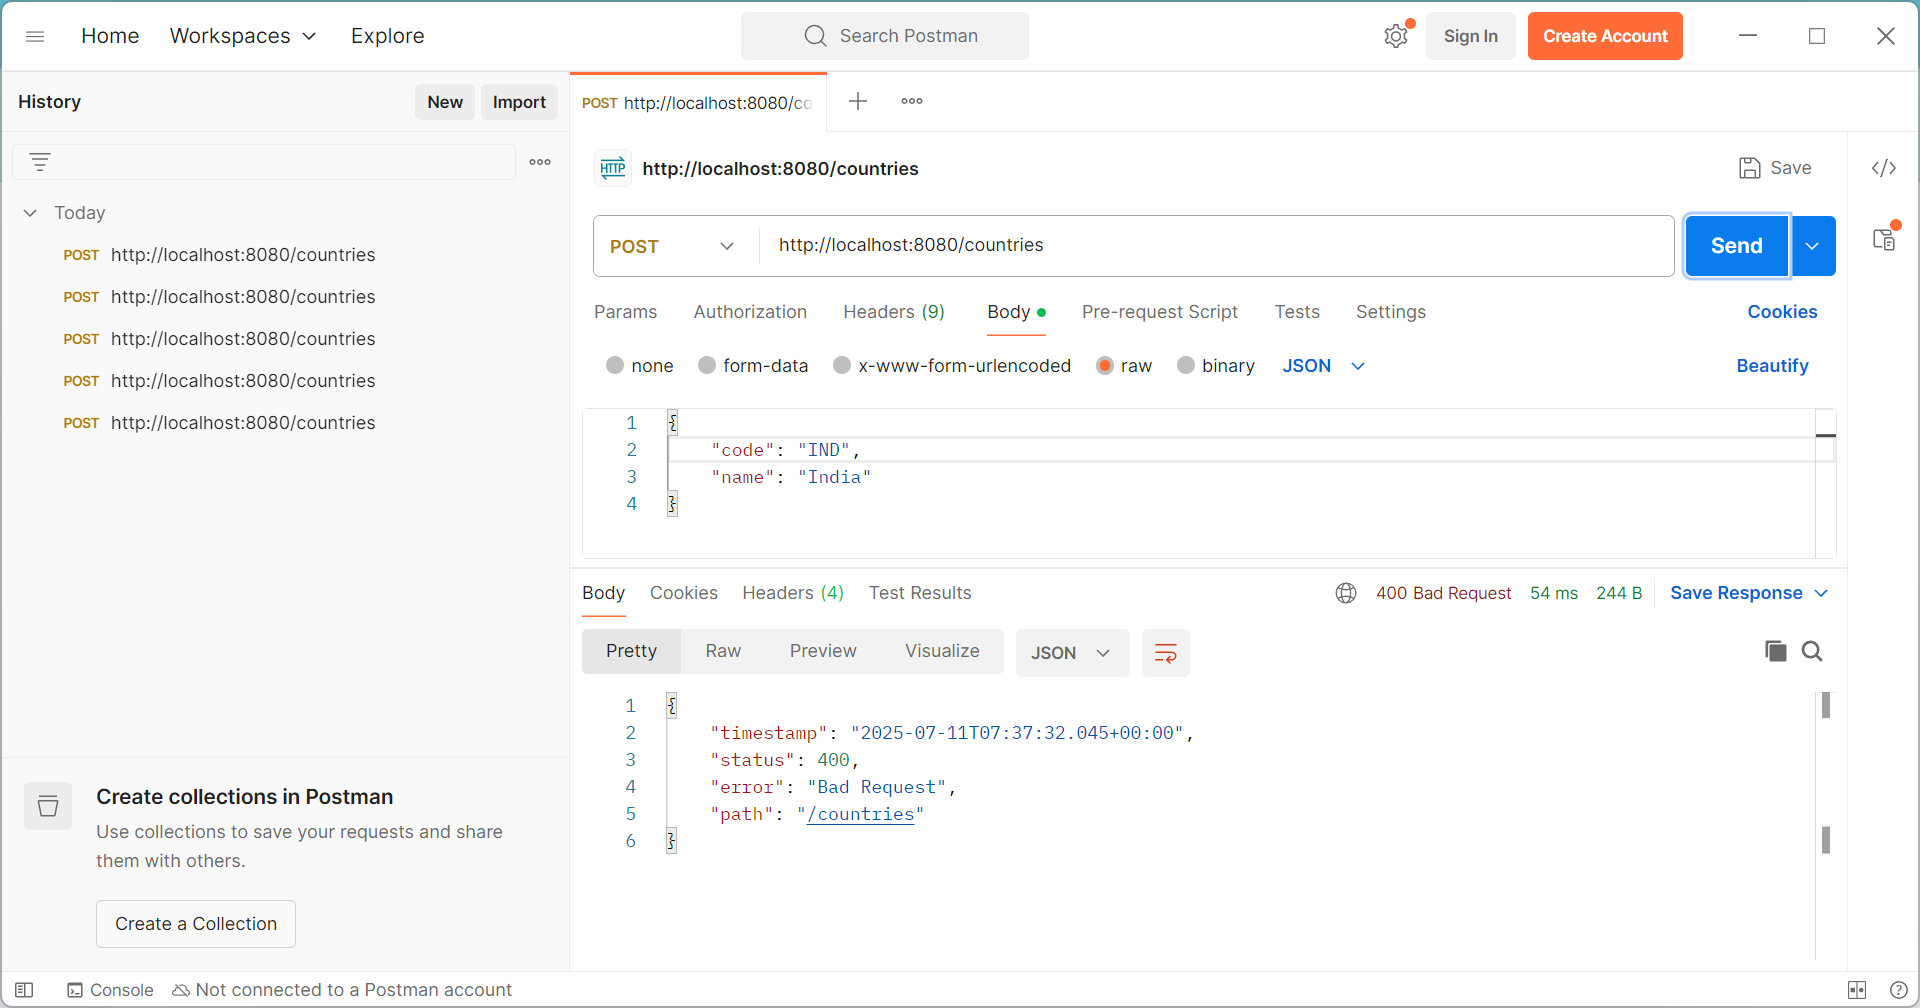 Home Workspaces Explore Search Postman Sign In Create Account
History New Import
Today
POST http://localhost:8080/countries
POST http://localhost:8080/countries
POST http://localhost:8080/countries
POST http://localhost:8080/countries
POST http://localhost:8080/countries
Create collections in Postman
Use collections to save your requests and share
them with others.
Create a Collection
POST http://localhost:8080/co
HTTP http://localhost:8080/countries Save
POST http://localhost:8080/countries Send
Params Authorization Headers (9) Body Pre-request Script Tests Settings Cookies
none form-data x-www-form-urlencoded raw binary JSON Beautify
1 {
2 "code": "IND",
3 "name": "India"
4 }
Body Cookies Headers (4) Test Results 400 Bad Request 54 ms 244 B Save Response
Pretty Raw Preview Visualize JSON
1 {
2 "timestamp": "2025-07-11T07:37:32.045+00:00",
3 "status": 400,
4 "error": "Bad Request",
5 "path": "/countries"
6 }
Console Not connected to a Postman account